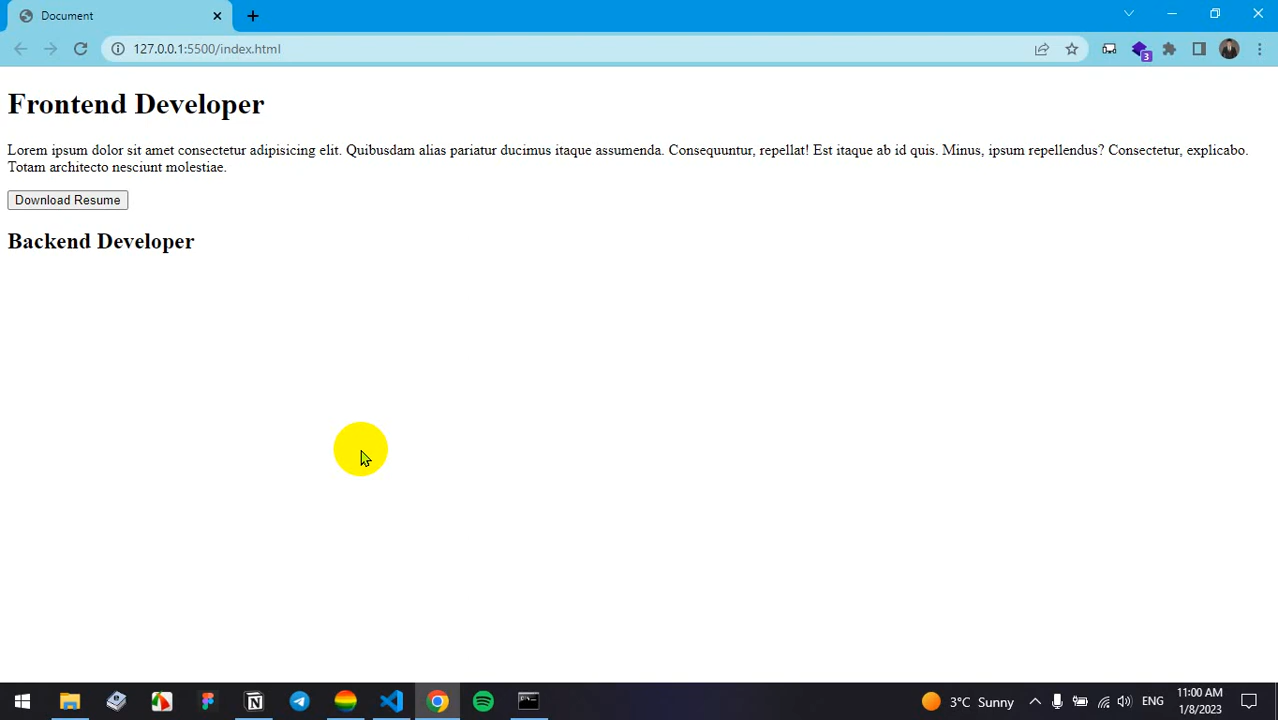 Document
127.0.0.1:5500/index.html
3
Frontend Developer
Lorem ipsum dolor sit amet consectetur adipisicing elit. Quibusdam alias pariatur ducimus itaque assumenda. Consequuntur, repellat! Est itaque ab id quis. Minus, ipsum repellendus? Consectetur, explicabo.
Totam architecto nesciunt molestiae.
Download Resume
Backend Developer
3°C Sunny
ENG
11:00 AM
1/8/2023